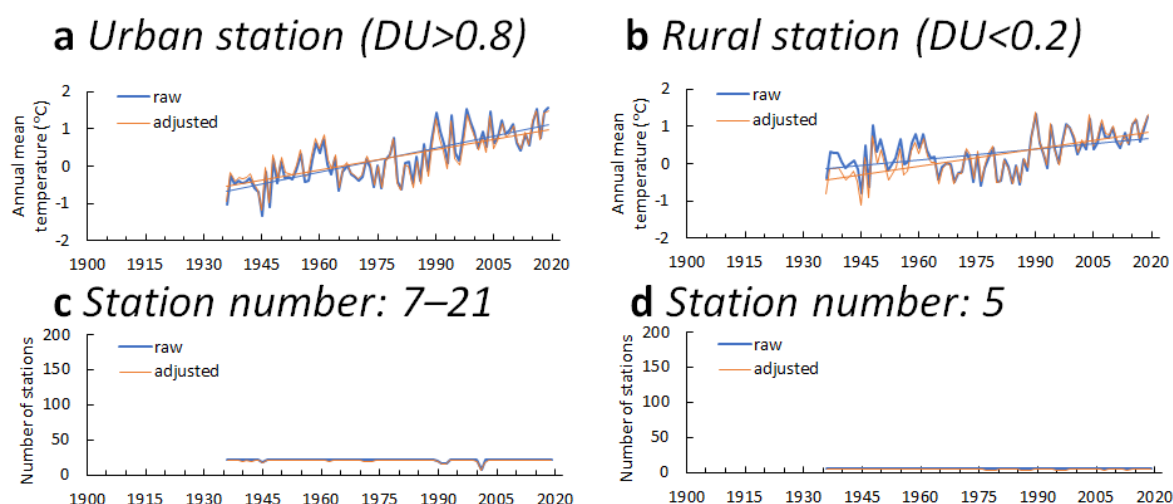 a Urban station (DU>0.8)
b Rural station (DU<0.2)
Annual mean
temperature (°C)
2
1
0
-1
-2
raw
adjusted
1900 1915 1930 1945 1960 1975 1990 2005 2020
Annual mean
temperature (°C)
2
1
0
-1
-2
raw
adjusted
1900 1915 1930 1945 1960 1975 1990 2005 2020
c Station number: 7–21
d Station number: 5
Number of stations
200
150
100
50
0
raw
adjusted
1900 1915 1930 1945 1960 1975 1990 2005 2020
Number of stations
200
150
100
50
0
raw
adjusted
1900 1915 1930 1945 1960 1975 1990 2005 2020